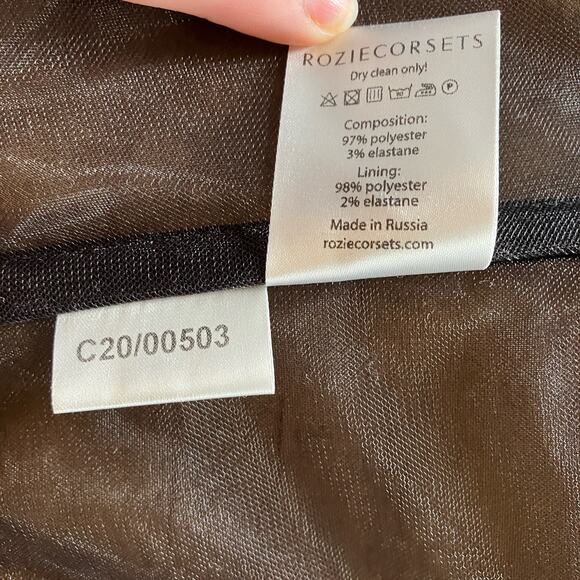 ROZIECORSETS
Dry clean only!
Composition:
97% polyester
3% elastane
Lining:
98% polyester
2% elastane
Made in Russia
roziecorsets.com
C20/00503